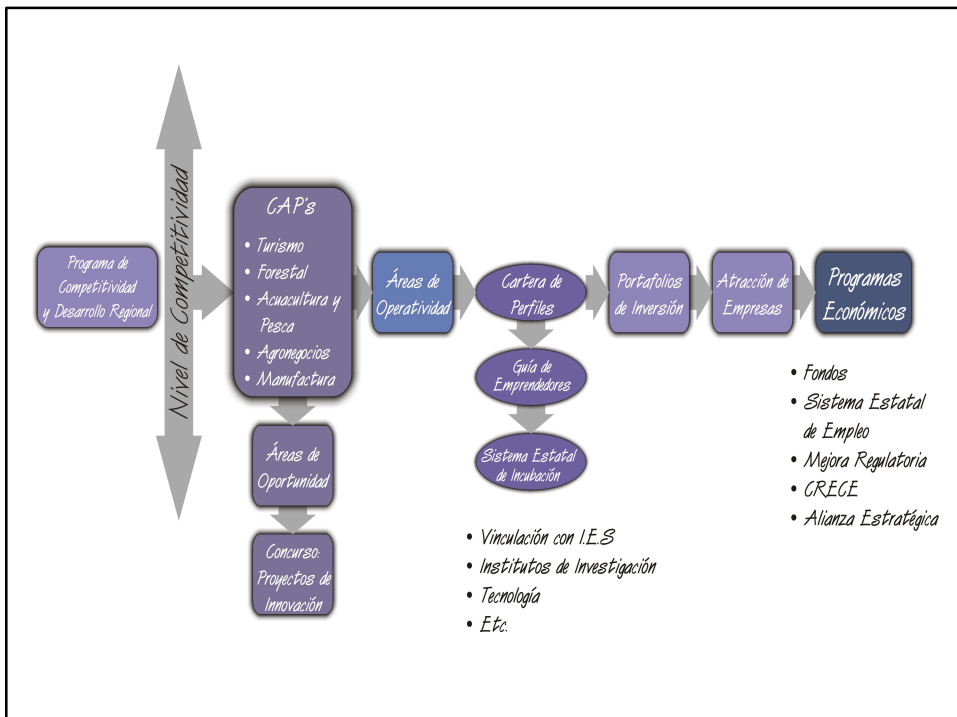 Programa de
Competitividad
y Desarrollo Regional
Nivel de Competitividad
CAP's
• Turismo
• Forestal
• Acuacultura y
Pesca
• Agronegocios
• Manufactura
Áreas de
Oportunidad
Concurso:
Proyectos de
Innovación
Áreas de
Operatividad
Cartera de
Perfiles
Guía de
Emprendedores
Sistema Estatal
de Incubación
• Vinculación con I.E.S
• Institutos de Investigación
• Tecnología
• Etc.
Portafolios
de Inversión
Atracción de
Empresas
Programas
Económicos
• Fondos
• Sistema Estatal
de Empleo
• Mejora Regulatoria
• CRECE
• Alianza Estratégica